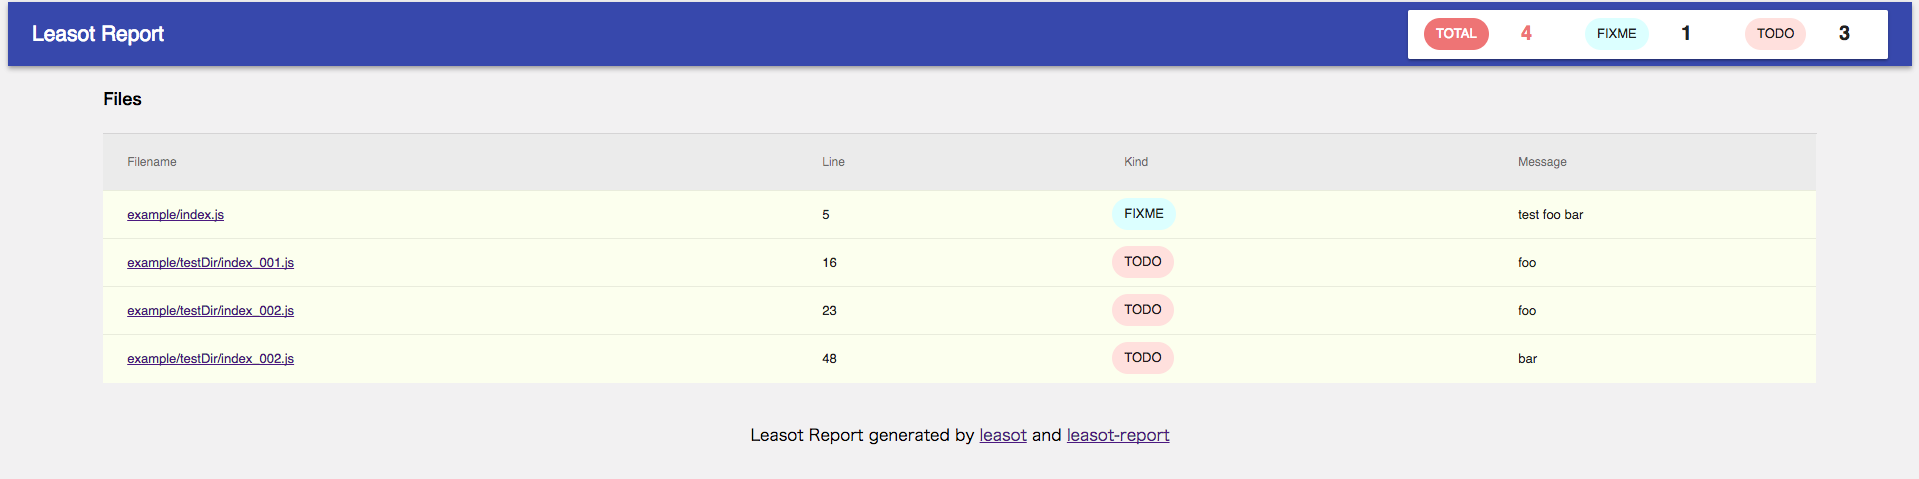 Leasot Report TOTAL 4 FIXME 1 TODO 3
Files
Filename Line Kind Message
example/index.js 5 FIXME test foo bar
example/testDir/index_001.js 16 TODO foo
example/testDir/index_002.js 23 TODO foo
example/testDir/index_002.js 48 TODO bar
Leasot Report generated by leasot and leasot-report